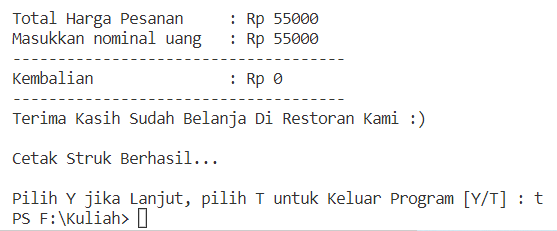 Total Harga Pesanan     : Rp 55000
Masukkan nominal uang   : Rp 55000
-------------------------------------
Kembalian               : Rp 0
-------------------------------------
Terima Kasih Sudah Belanja Di Restoran Kami :)
Cetak Struk Berhasil...
Pilih Y jika Lanjut, pilih T untuk Keluar Program [Y/T] : t
PS F:\Kuliah>